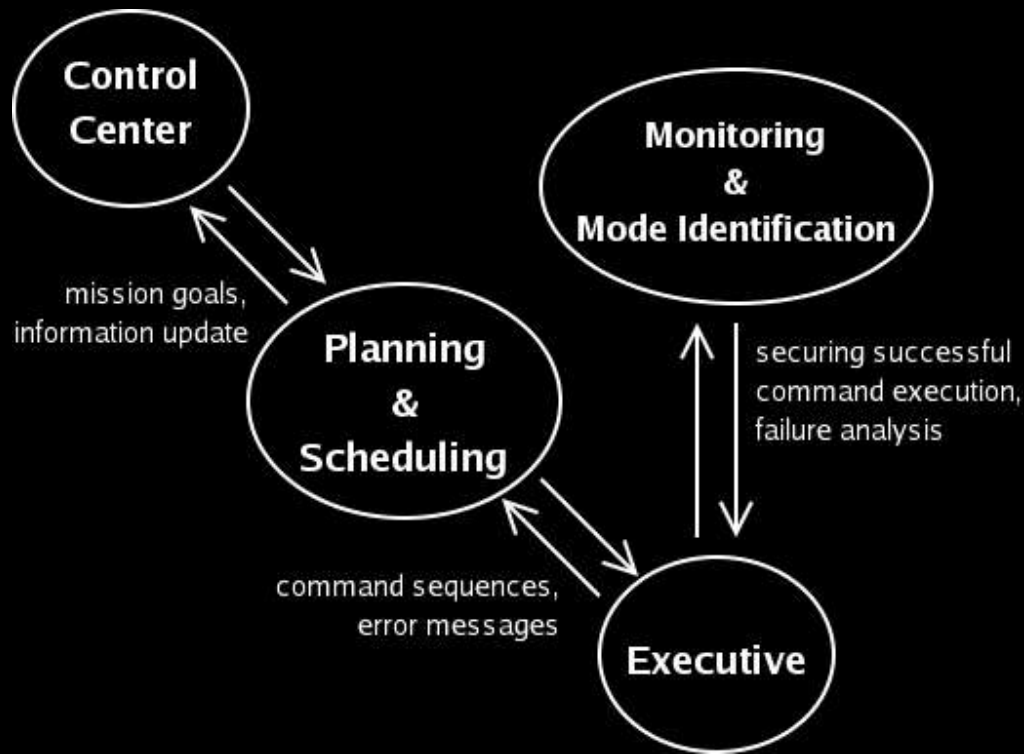 Control
Center
Monitoring
&
Mode Identification
mission goals,
information update
Planning
&
Scheduling
securing successful
command execution,
failure analysis
command sequences,
error messages
Executive